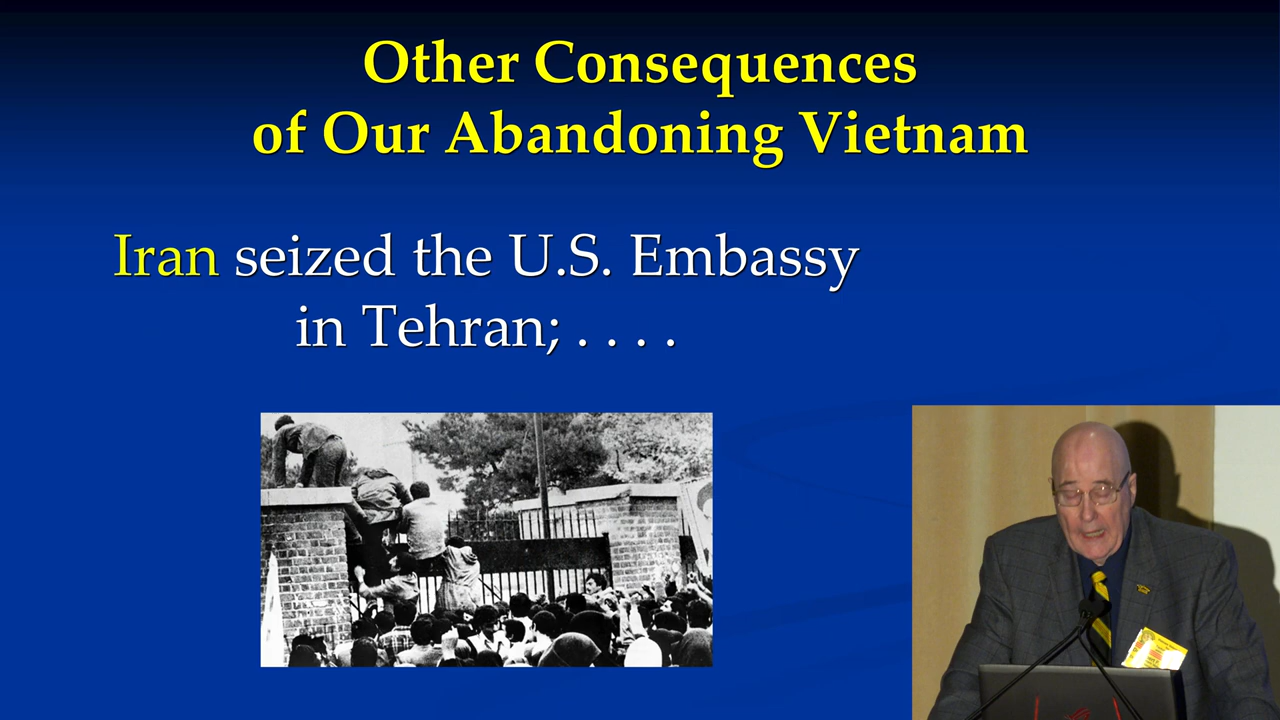 Other Consequences
of Our Abandoning Vietnam
Iran seized the U.S. Embassy
in Tehran; . . . .